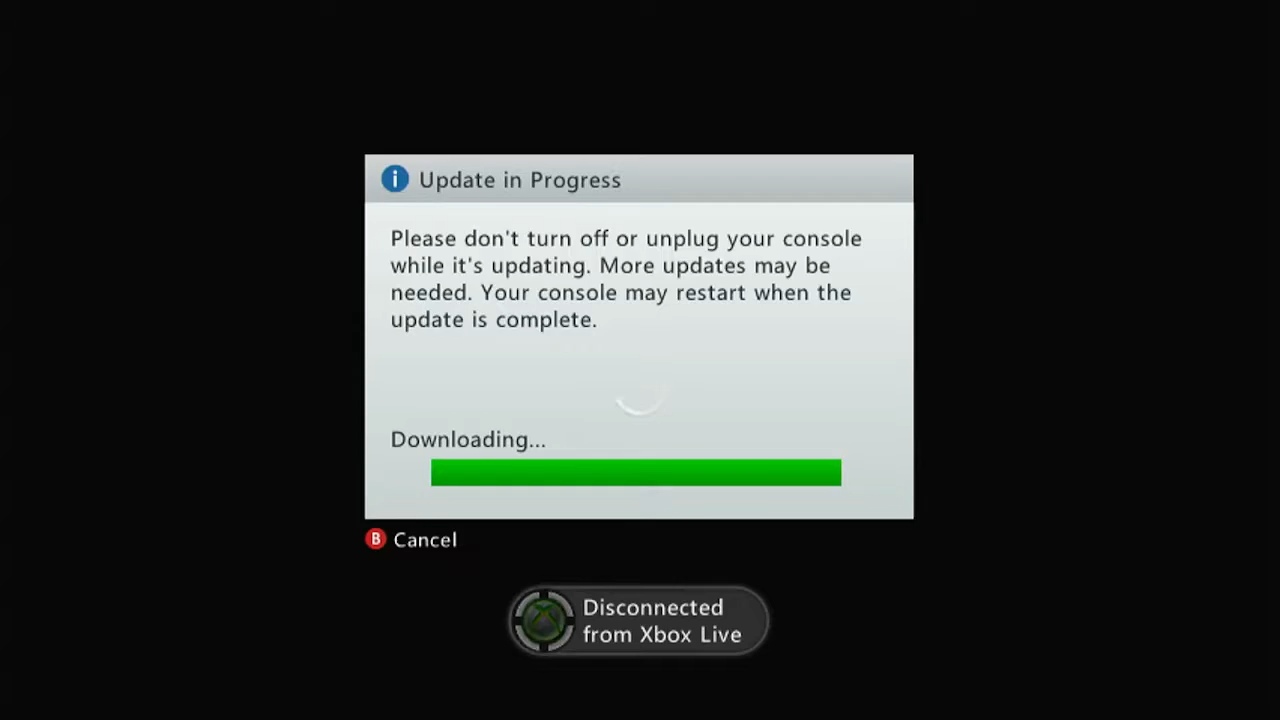 i Update in Progress
Please don't turn off or unplug your console
while it's updating. More updates may be
needed. Your console may restart when the
update is complete.
Downloading...
B Cancel
Disconnected
from Xbox Live